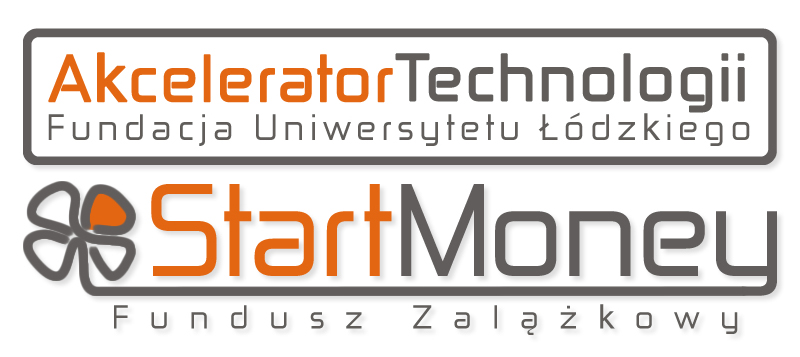 AkceleratorTechnologii
Fundacja Uniwersytetu Łódzkiego
StartMoney
Fundusz Zalążkowy